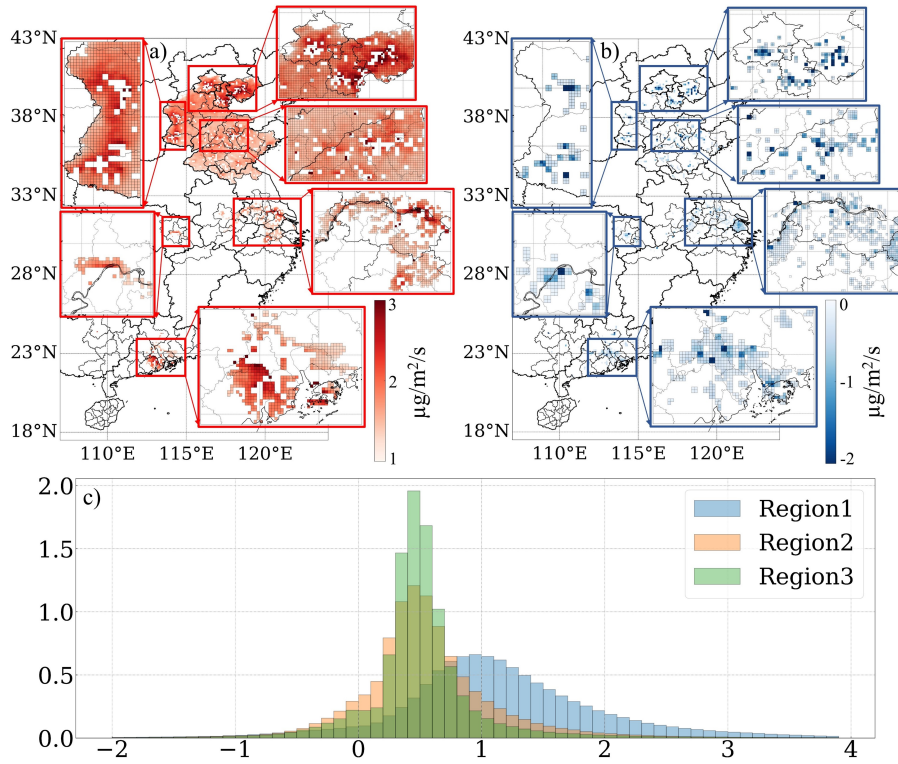 a)
43°N
38°N
33°N
28°N
23°N
18°N
110°E 115°E 120°E
3
2
1
µg/m²/s
b)
43°N
38°N
33°N
28°N
23°N
18°N
110°E 115°E 120°E
0
-1
-2
µg/m²/s
c)
2.0
1.5
1.0
0.5
0.0
Region1
Region2
Region3
−2 −1 0 1 2 3 4